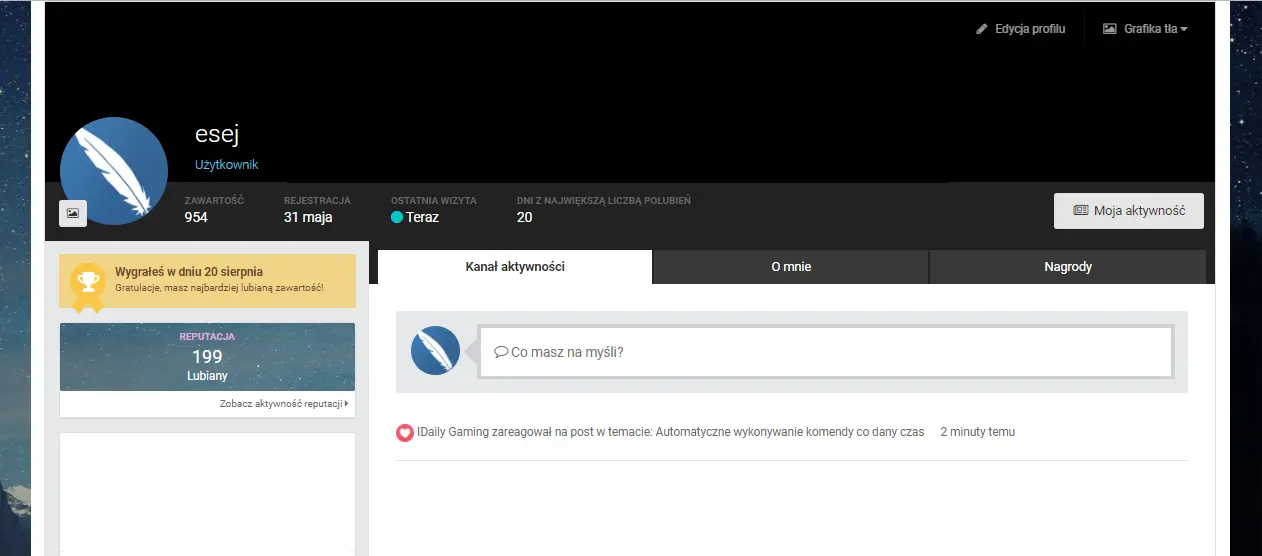 Edycja profilu
Grafika tła
esej
Użytkownik
ZAWARTOŚĆ
954
REJESTRACJA
31 maja
OSTATNIA WIZYTA
Teraz
DNI Z NAJWIĘKSZĄ LICZBĄ POLUBIEŃ
20
Moja aktywność
Wygrałeś w dniu 20 sierpnia
Gratulacje, masz najbardziej lubianą zawartość!
REPUTACJA
199
Lubiany
Zobacz aktywność reputacji
Kanał aktywności
O mnie
Nagrody
Co masz na myśli?
IDaily Gaming zareagował na post w temacie: Automatyczne wykonywanie komendy co dany czas 2 minuty temu